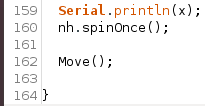 159 Serial.println(x);
160 nh.spinOnce();
161
162 Move();
163
164 }